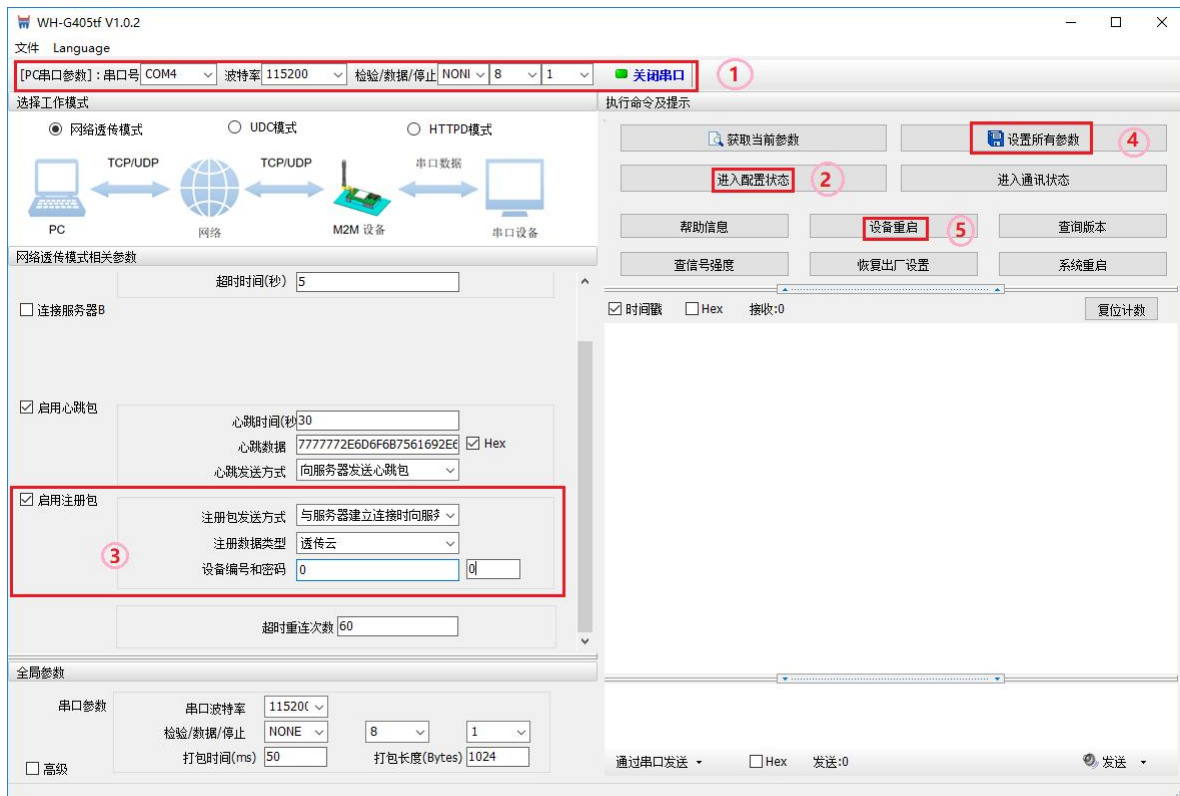 WH-G405tf V1.0.2
文件 Language
[PC串口参数]：串口号 COM4 波特率 115200 检验/数据/停止 NONI 8 1 关闭串口 ①
选择工作模式
网络透传模式 UDC模式 HTTPD模式
TCP/UDP TCP/UDP 串口数据
PC 网络 M2M 设备 串口设备
网络透传模式相关参数
超时时间(秒) 5
连接服务器B
启用心跳包
心跳时间(秒 30
心跳数据 7777772E6D6F6B7561692E6 Hex
心跳发送方式 向服务器发送心跳包
启用注册包
注册包发送方式 与服务器建立连接时向服务
注册数据类型 透传云
③
设备编号和密码 0 0
超时重连次数 60
全局参数
串口参数 串口波特率 11520(
检验/数据/停止 NONE 8 1
打包时间(ms) 50 打包长度(Bytes) 1024
高级
执行命令及提示
获取当前参数 设置所有参数 ④
进入配置状态 ② 进入通讯状态
帮助信息 设备重启 ⑤ 查询版本
查信号强度 恢复出厂设置 系统重启
时间戳 Hex 接收:0 复位计数
通过串口发送 Hex 发送:0 发送